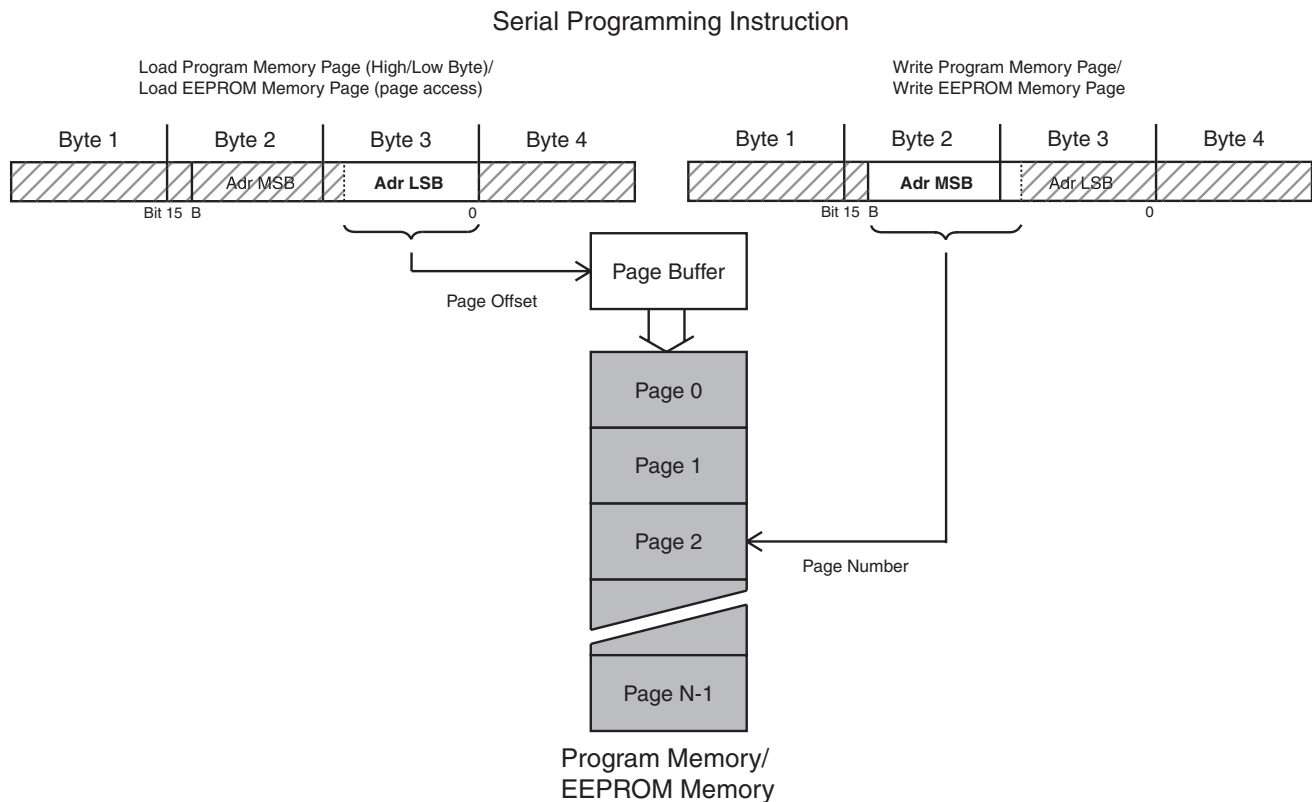 Serial Programming Instruction
Load Program Memory Page (High/Low Byte)/
Load EEPROM Memory Page (page access)
Write Program Memory Page/
Write EEPROM Memory Page
Byte 1
Byte 2
Byte 3
Byte 4
Byte 1
Byte 2
Byte 3
Byte 4
Adr MSB
Adr LSB
Adr MSB
Adr LSB
Bit 15 B
0
Bit 15 B
0
Page Buffer
Page Offset
Page 0
Page 1
Page 2
Page Number
Page N-1
Program Memory/
EEPROM Memory